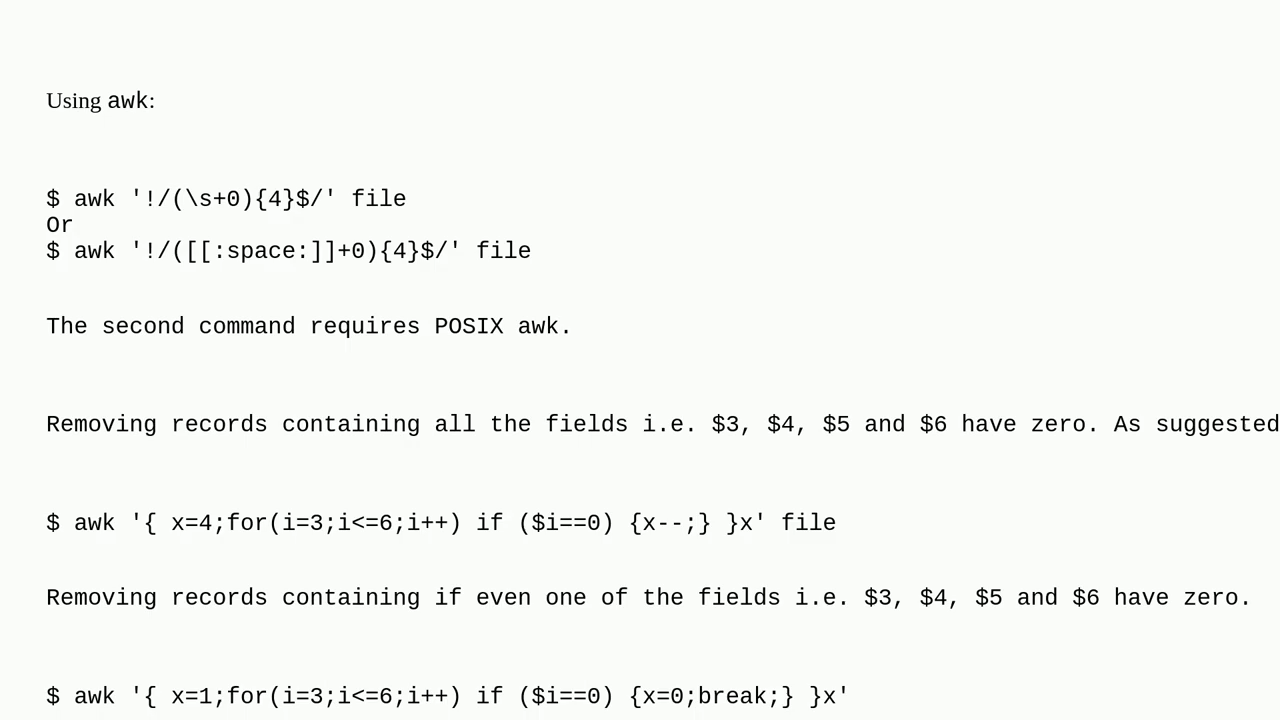 Using awk:
$ awk '!/(\s+0){4}$/' file
Or
$ awk '!/([[:space:]]+0){4}$/' file
The second command requires POSIX awk.
Removing records containing all the fields i.e. $3, $4, $5 and $6 have zero. As suggested
$ awk '{ x=4;for(i=3;i<=6;i++) if ($i==0) {x--;} }x' file
Removing records containing if even one of the fields i.e. $3, $4, $5 and $6 have zero.
$ awk '{ x=1;for(i=3;i<=6;i++) if ($i==0) {x=0;break;} }x'